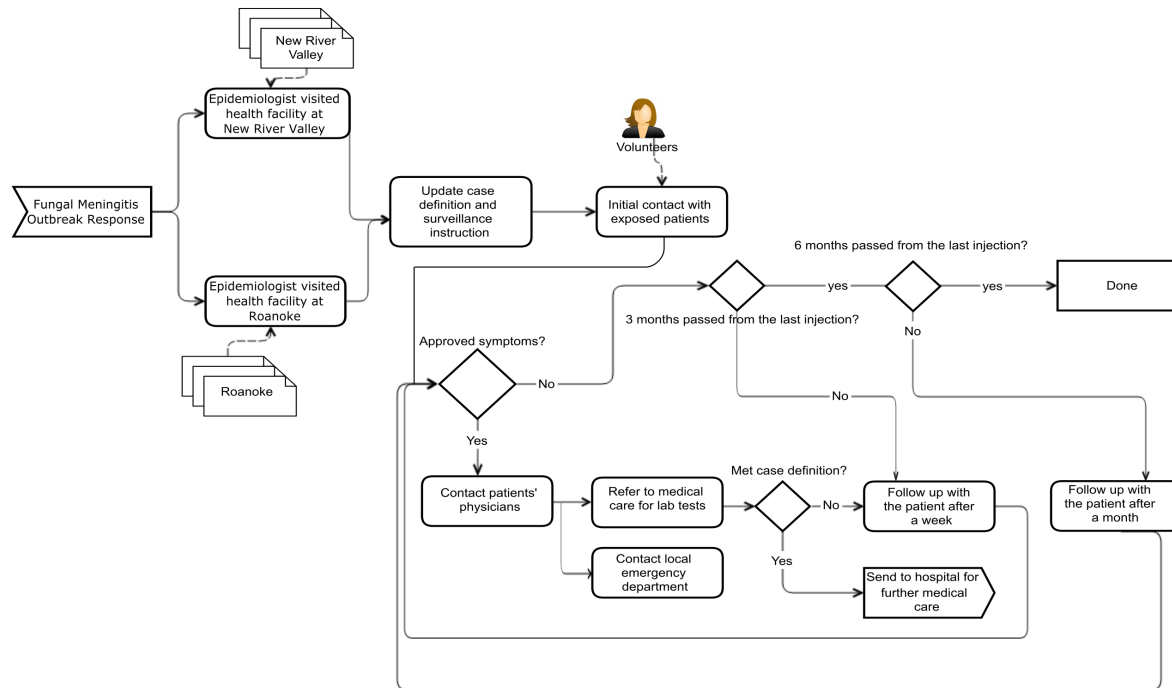 New River
Valley
Epidemiologist visited
health facility at
New River Valley
Volunteers
Fungal Meningitis
Outbreak Response
Update case
definition and
surveillance
instruction
Initial contact with
exposed patients
6 months passed from the last injection?
yes
yes
Done
Epidemiologist visited
health facility at
Roanoke
3 months passed from the last injection?
No
Approved symptoms?
Roanoke
No
No
Yes
Met case definition?
Contact patients'
physicians
Refer to medical
care for lab tests
No
Follow up with
the patient after
a week
Follow up with
the patient after
a month
Contact local
emergency
department
Yes
Send to hospital for
further medical
care